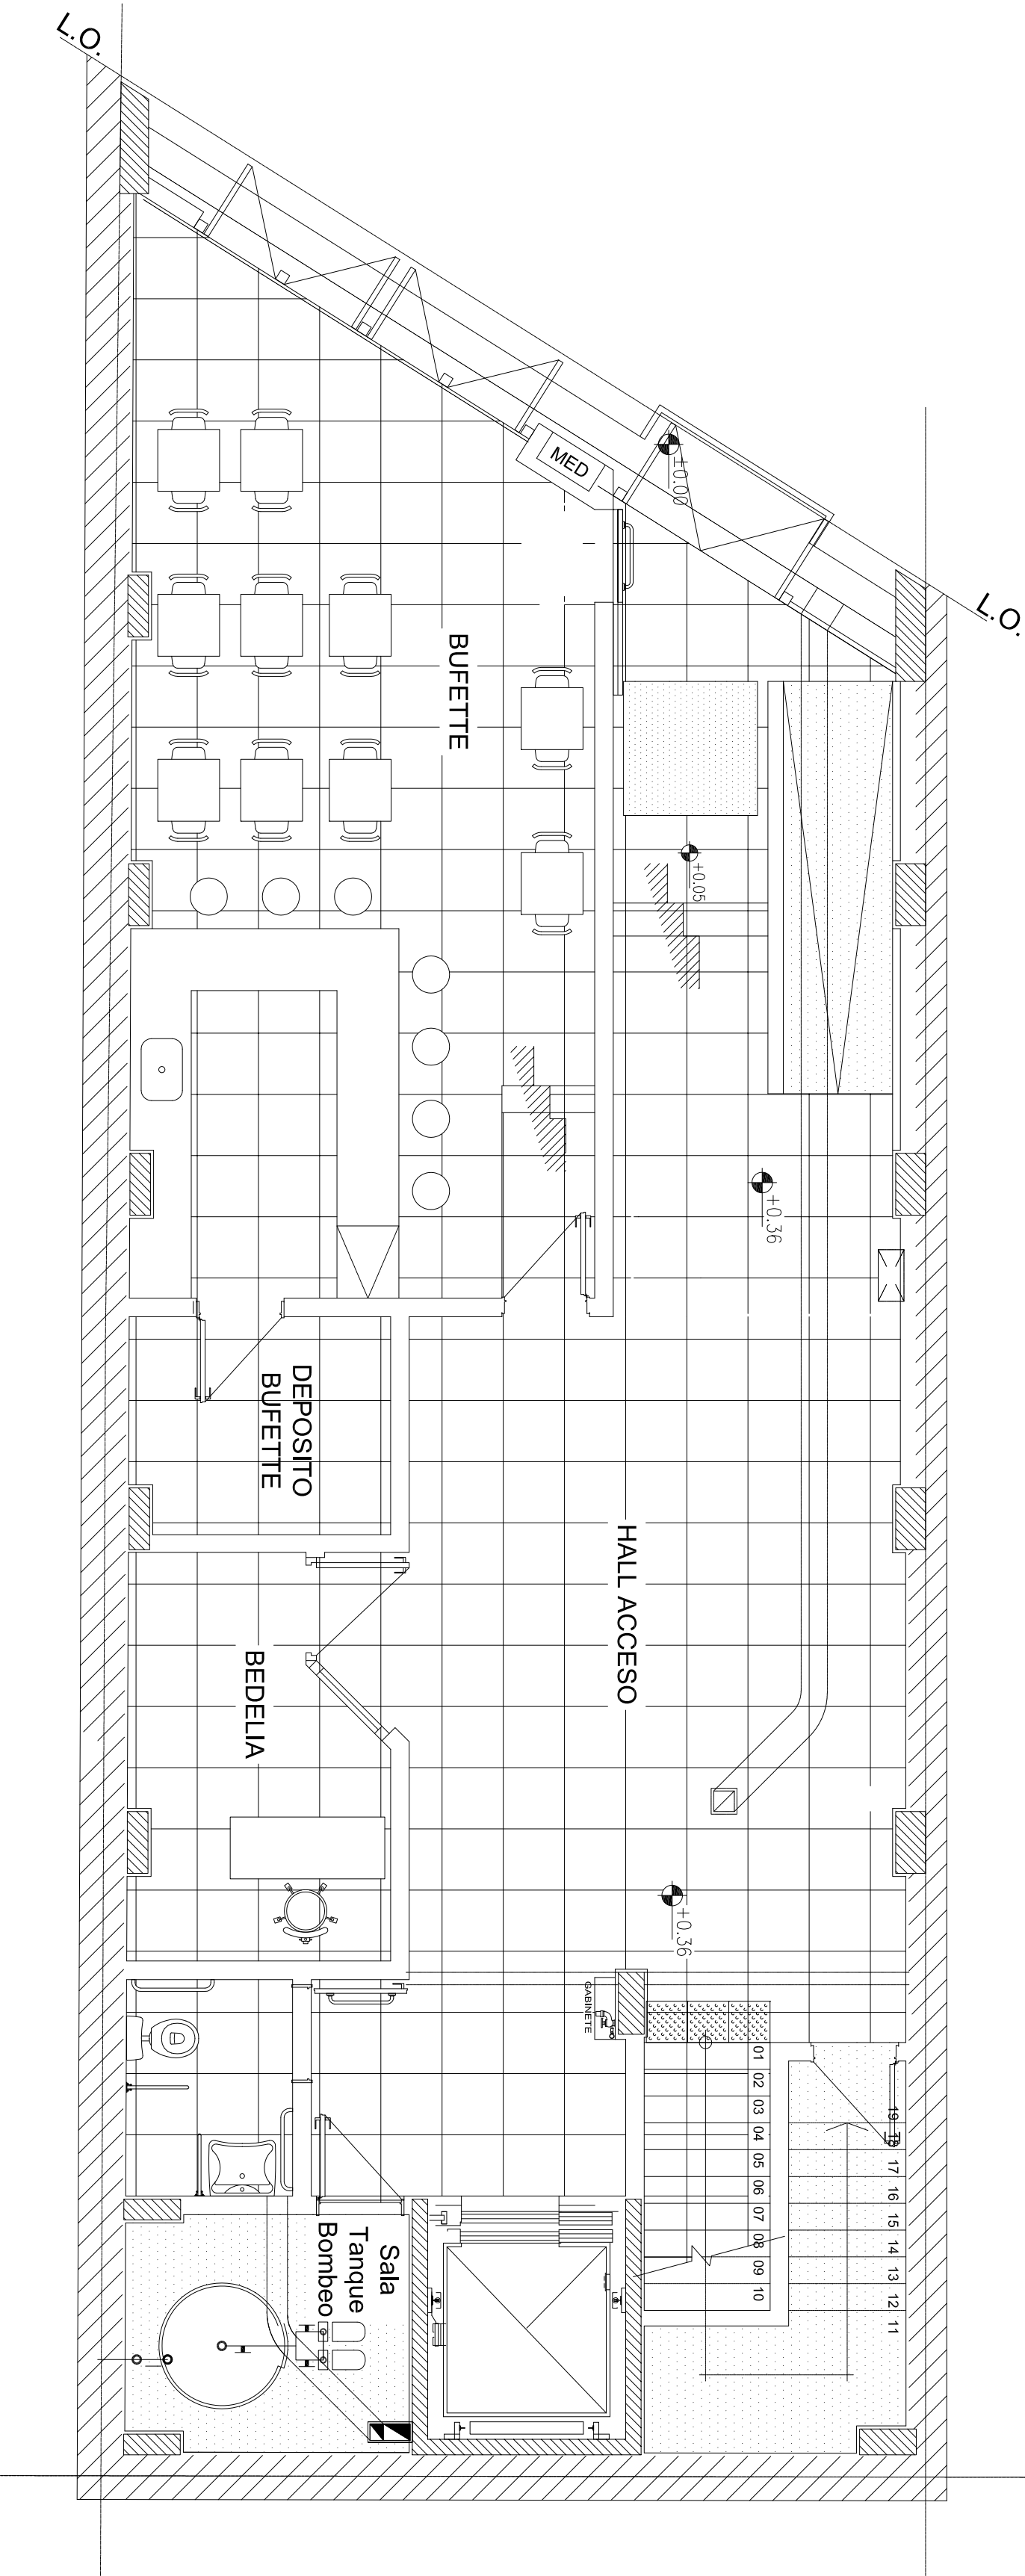 L.O.
MED
±0.00
L.O.
BUFETTE
+0.05
+0.36
DEPOSITO
BUFETTE
HALL ACCESO
BEDELIA
+0.36
GABINETE
01
02
03
04
05
06
07
08
09
10
19
18
17
16
15
14
13
12
11
Sala
Tanque
Bombeo